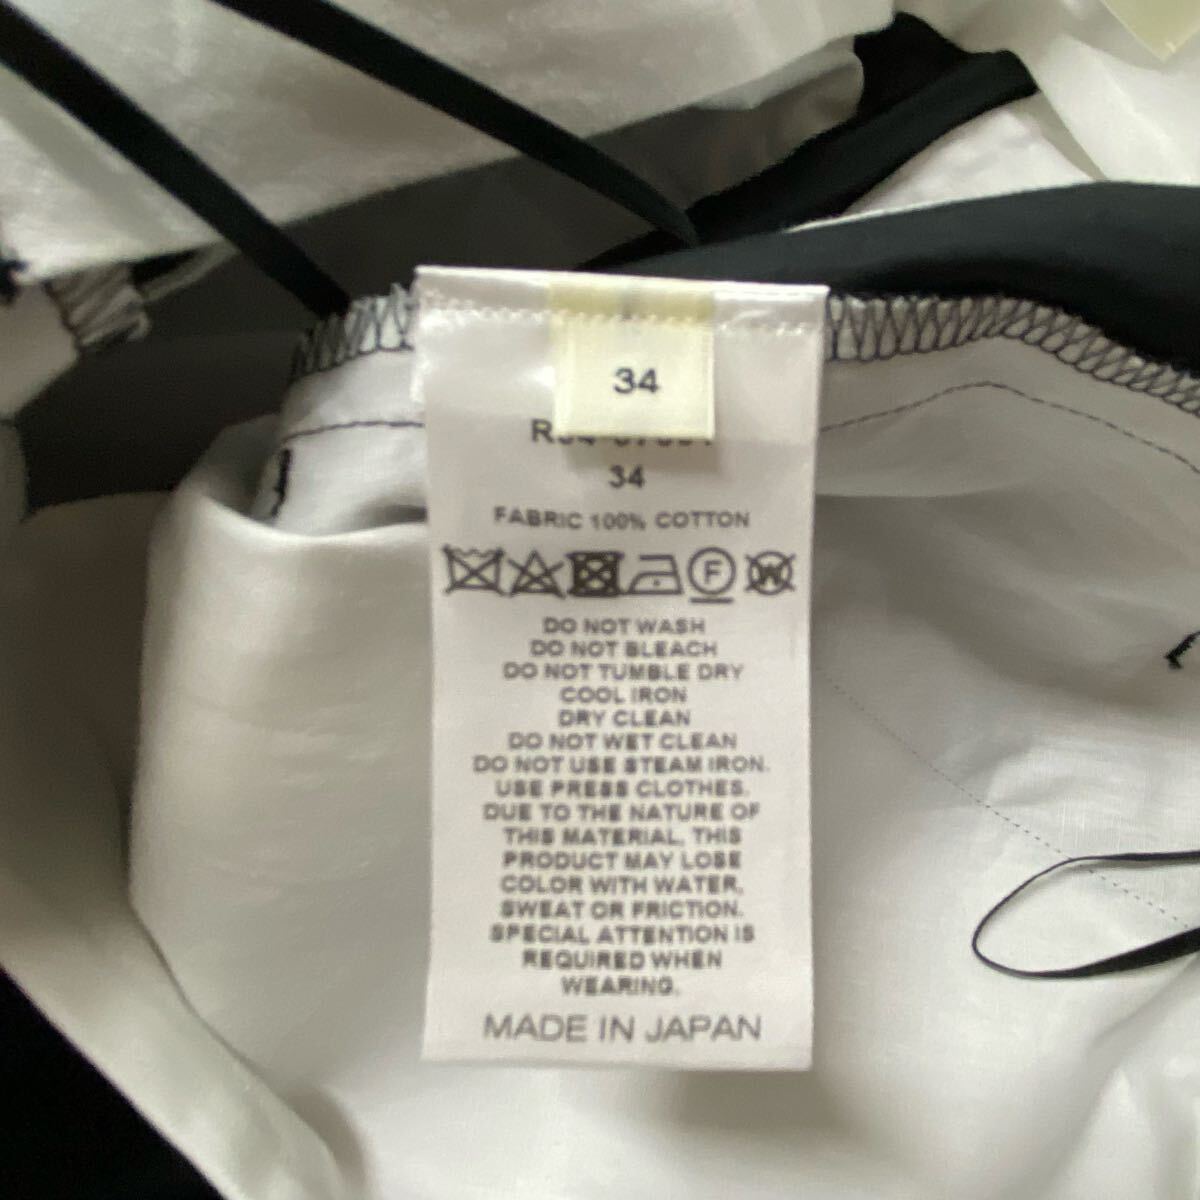 34
34
FABRIC 100% COTTON
F W
DO NOT WASH
DO NOT BLEACH
DO NOT TUMBLE DRY
COOL IRON
DRY CLEAN
DO NOT WET CLEAN
DO NOT USE STEAM IRON.
USE PRESS CLOTHES.
DUE TO THE NATURE OF
THIS MATERIAL, THIS
PRODUCT MAY LOSE
COLOR WITH WATER,
SWEAT OR FRICTION.
SPECIAL ATTENTION IS
REQUIRED WHEN
WEARING.
MADE IN JAPAN